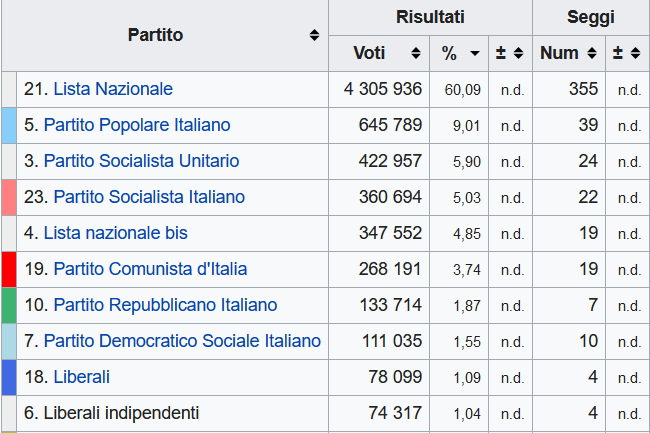 Partito Risultati Seggi
Voti % ± Num ±
21. Lista Nazionale 4 305 936 60,09 n.d. 355 n.d.
5. Partito Popolare Italiano 645 789 9,01 n.d. 39 n.d.
3. Partito Socialista Unitario 422 957 5,90 n.d. 24 n.d.
23. Partito Socialista Italiano 360 694 5,03 n.d. 22 n.d.
4. Lista nazionale bis 347 552 4,85 n.d. 19 n.d.
19. Partito Comunista d'Italia 268 191 3,74 n.d. 19 n.d.
10. Partito Repubblicano Italiano 133 714 1,87 n.d. 7 n.d.
7. Partito Democratico Sociale Italiano 111 035 1,55 n.d. 10 n.d.
18. Liberali 78 099 1,09 n.d. 4 n.d.
6. Liberali indipendenti 74 317 1,04 n.d. 4 n.d.